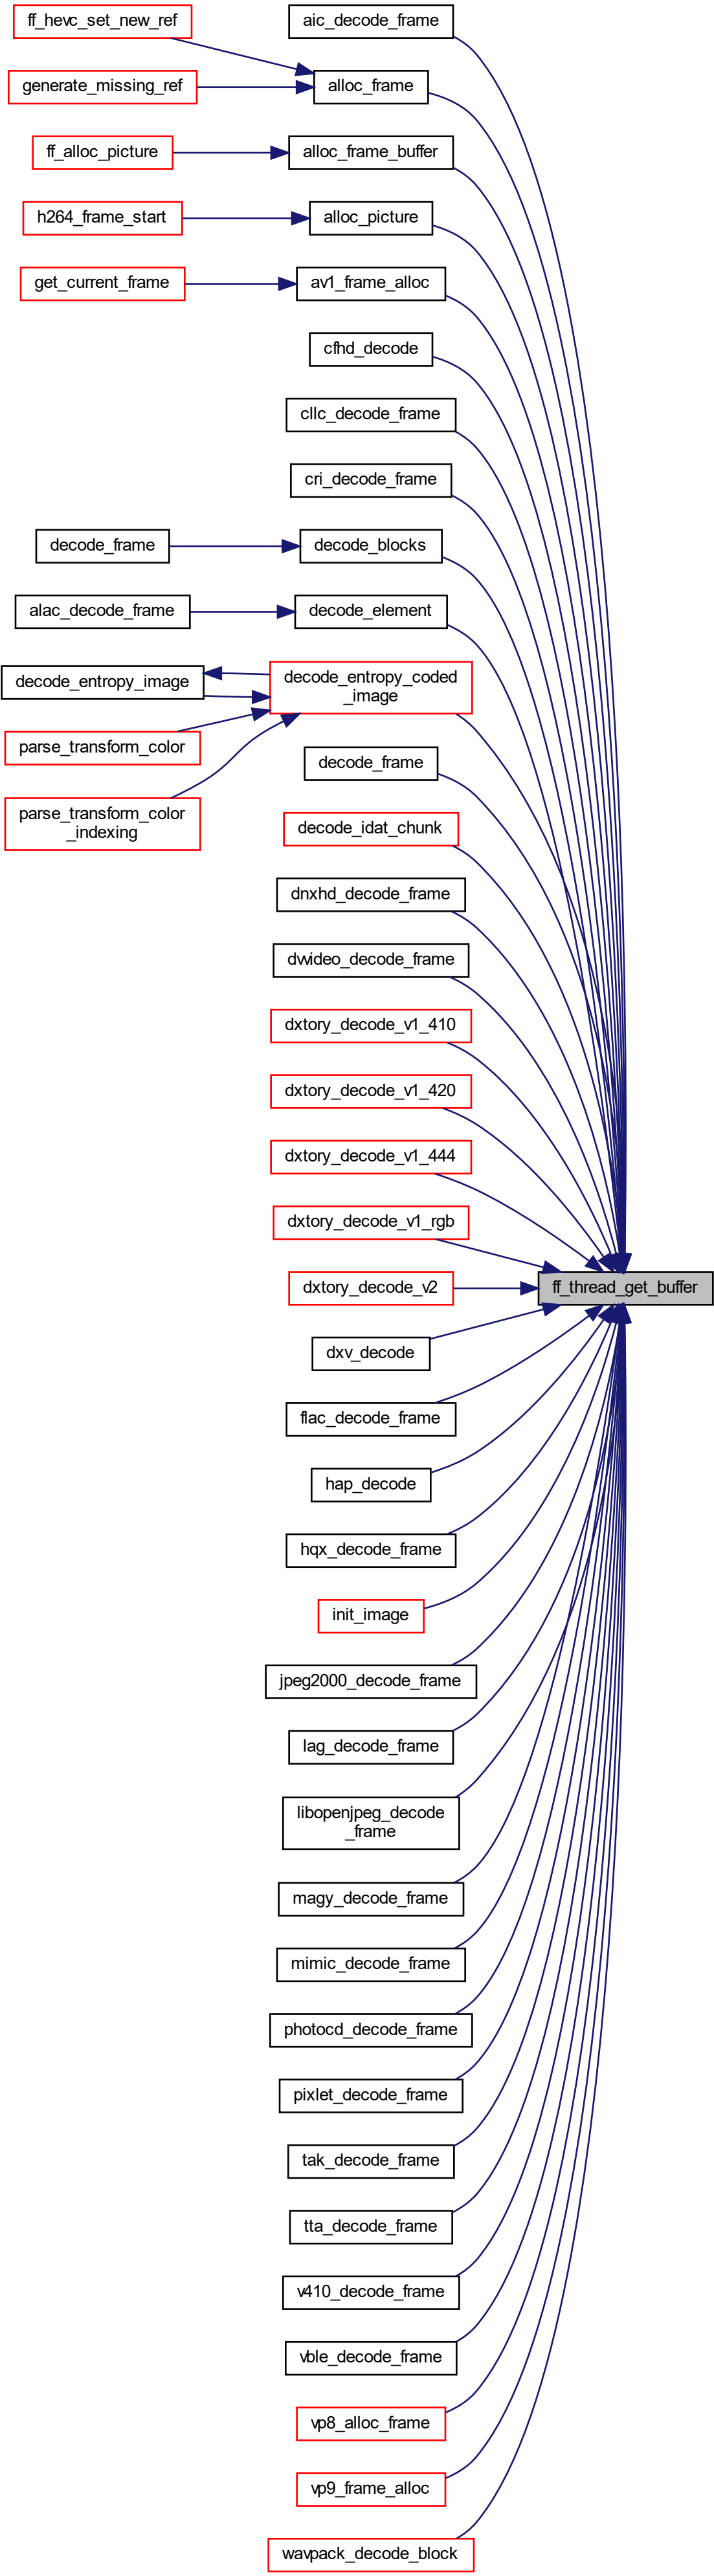 ff_hevc_set_new_ref
aic_decode_frame
generate_missing_ref
alloc_frame
ff_alloc_picture
alloc_frame_buffer
h264_frame_start
alloc_picture
get_current_frame
av1_frame_alloc
cfhd_decode
cllc_decode_frame
cri_decode_frame
decode_frame
decode_blocks
alac_decode_frame
decode_element
decode_entropy_image
decode_entropy_coded
_image
parse_transform_color
decode_frame
parse_transform_color
_indexing
decode_idat_chunk
dnxhd_decode_frame
dvvideo_decode_frame
dxtory_decode_v1_410
dxtory_decode_v1_420
dxtory_decode_v1_444
dxtory_decode_v1_rgb
dxtory_decode_v2
ff_thread_get_buffer
dxv_decode
flac_decode_frame
hap_decode
hqx_decode_frame
init_image
jpeg2000_decode_frame
lag_decode_frame
libopenjpeg_decode
_frame
magy_decode_frame
mimic_decode_frame
photocd_decode_frame
pixlet_decode_frame
tak_decode_frame
tta_decode_frame
v410_decode_frame
vble_decode_frame
vp8_alloc_frame
vp9_frame_alloc
wavpack_decode_block